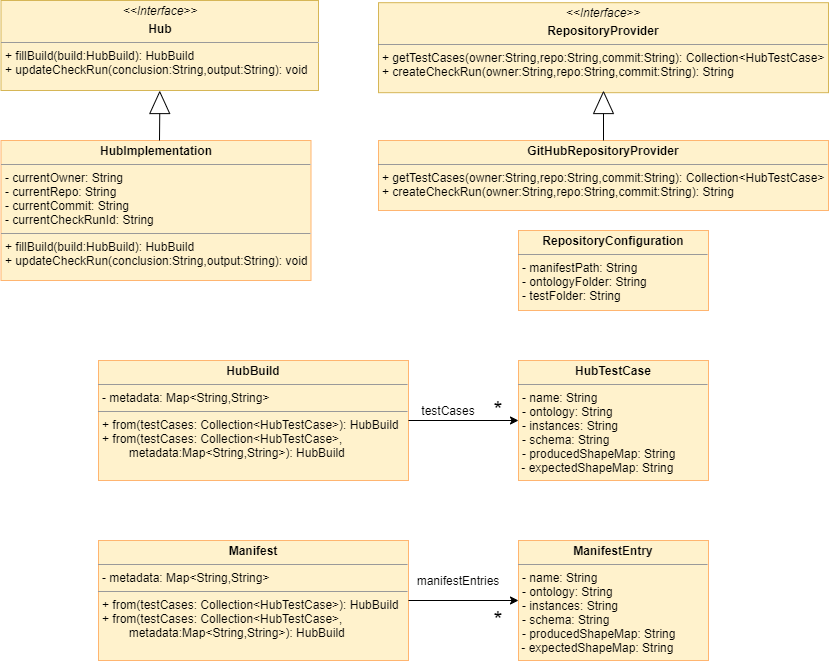 <<Interface>>
Hub
+ fillBuild(build:HubBuild): HubBuild
+ updateCheckRun(conclusion:String,output:String): void
<<Interface>>
RepositoryProvider
+ getTestCases(owner:String,repo:String,commit:String): Collection<HubTestCase>
+ createCheckRun(owner:String,repo:String,commit:String): String
HubImplementation
- currentOwner: String
- currentRepo: String
- currentCommit: String
- currentCheckRunId: String
+ fillBuild(build:HubBuild): HubBuild
+ updateCheckRun(conclusion:String,output:String): void
GitHubRepositoryProvider
+ getTestCases(owner:String,repo:String,commit:String): Collection<HubTestCase>
+ createCheckRun(owner:String,repo:String,commit:String): String
RepositoryConfiguration
- manifestPath: String
- ontologyFolder: String
- testFolder: String
HubBuild
- metadata: Map<String,String>
+ from(testCases: Collection<HubTestCase>): HubBuild
+ from(testCases: Collection<HubTestCase>,
metadata:Map<String,String>): HubBuild
testCases
*
HubTestCase
- name: String
- ontology: String
- instances: String
- schema: String
- producedShapeMap: String
- expectedShapeMap: String
Manifest
- metadata: Map<String,String>
+ from(testCases: Collection<HubTestCase>): HubBuild
+ from(testCases: Collection<HubTestCase>,
metadata:Map<String,String>): HubBuild
manifestEntries
*
ManifestEntry
- name: String
- ontology: String
- instances: String
- schema: String
- producedShapeMap: String
- expectedShapeMap: String